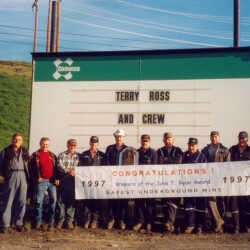 TERRY ROSS
AND CREW
CONGRATULATIONS!
1997
1997
SAFEST UNDERGROUND MINE